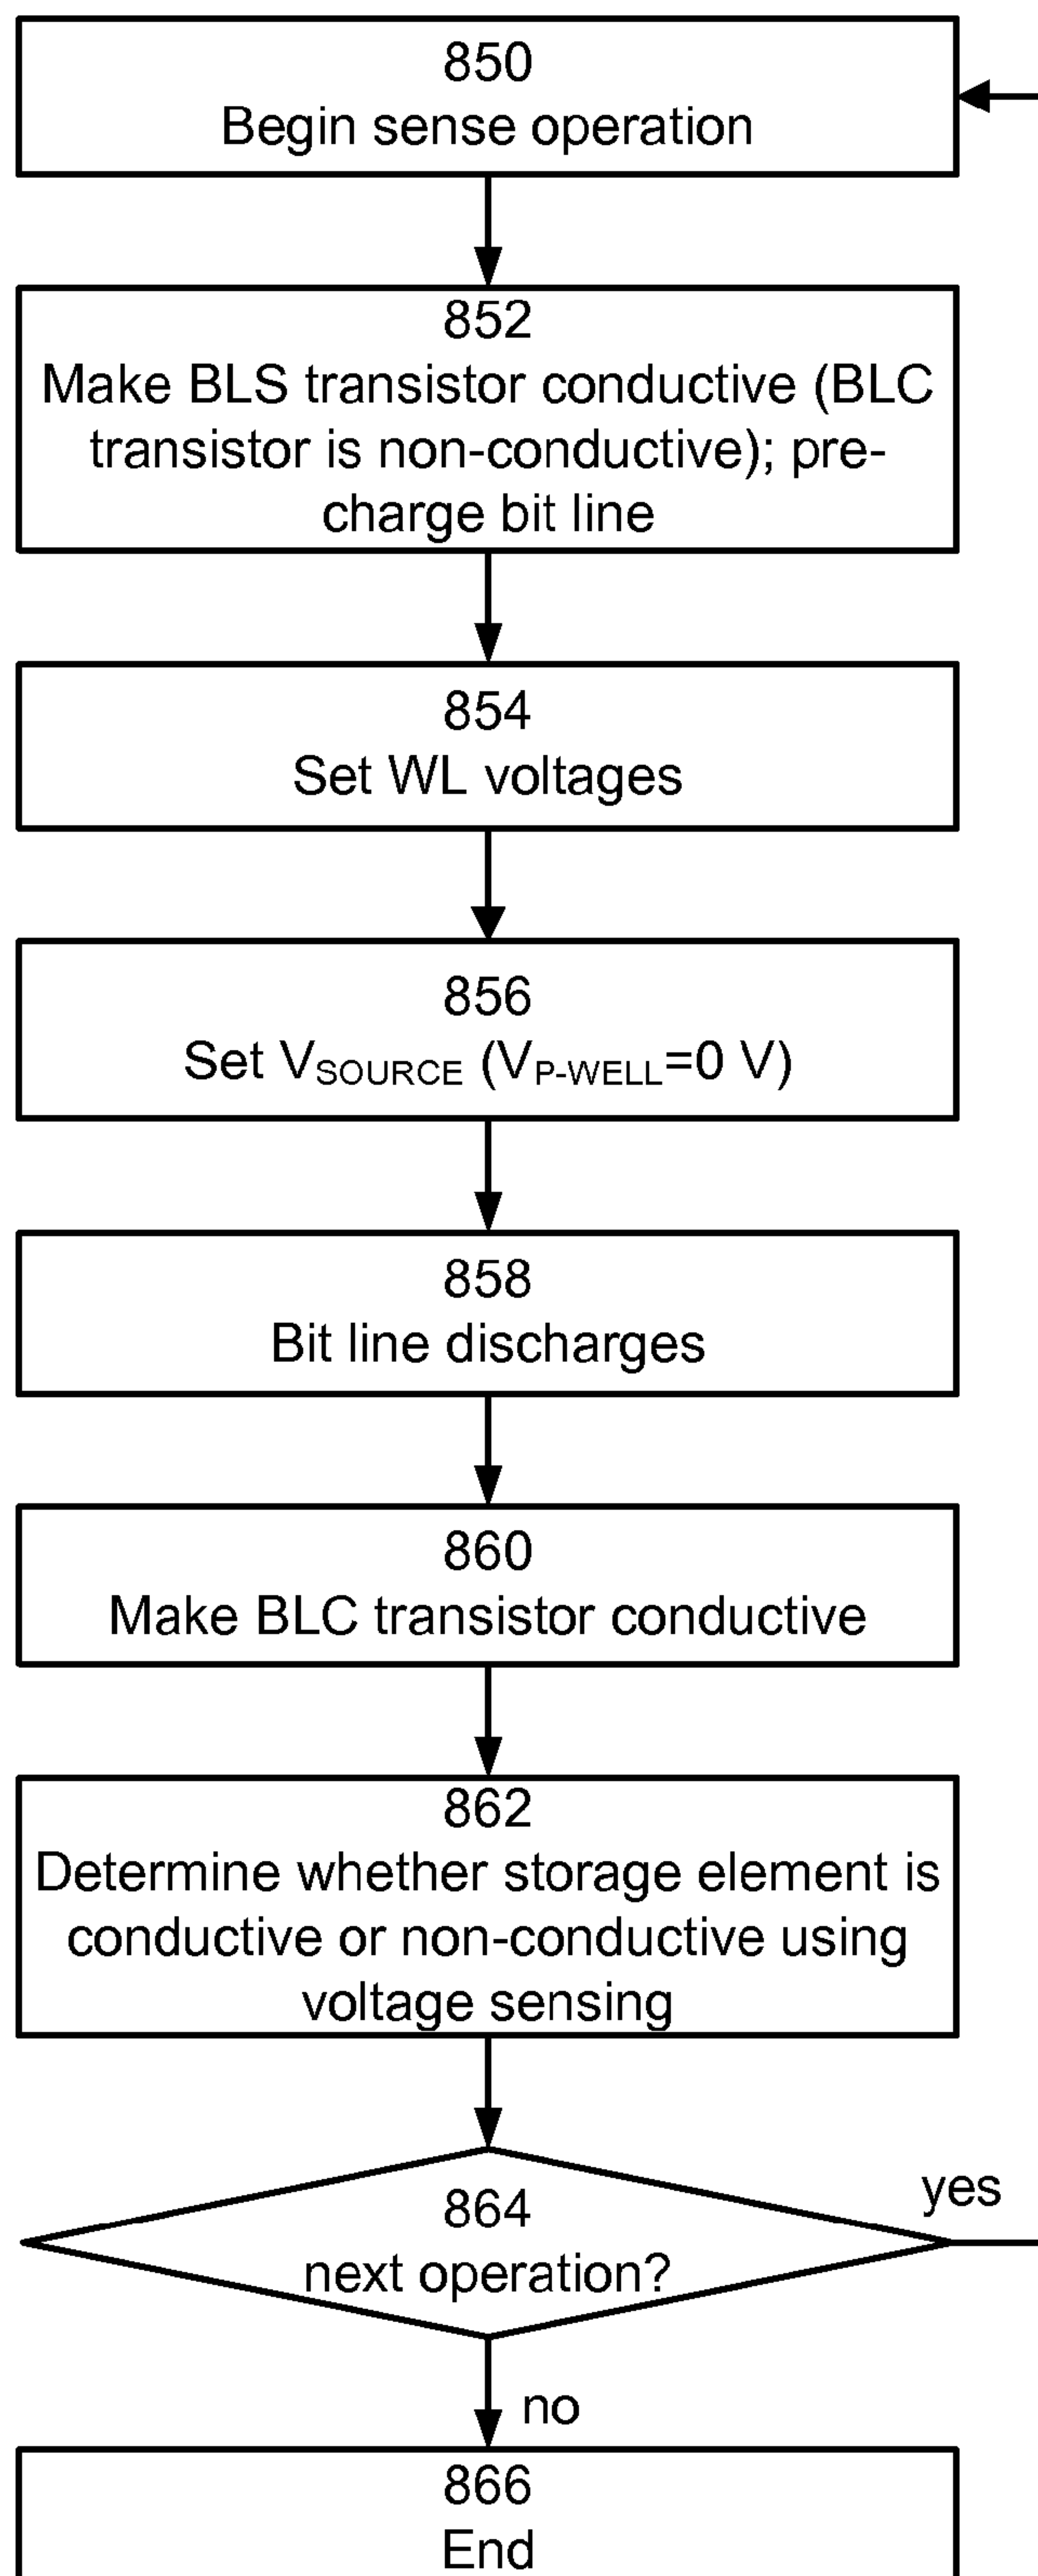 850
Begin sense operation
852
Make BLS transistor conductive (BLC
transistor is non-conductive); pre-
charge bit line
854
Set WL voltages
856
Set VSOURCE (VP-WELL=0 V)
858
Bit line discharges
860
Make BLC transistor conductive
862
Determine whether storage element is
conductive or non-conductive using
voltage sensing
864
next operation?
yes
no
866
End